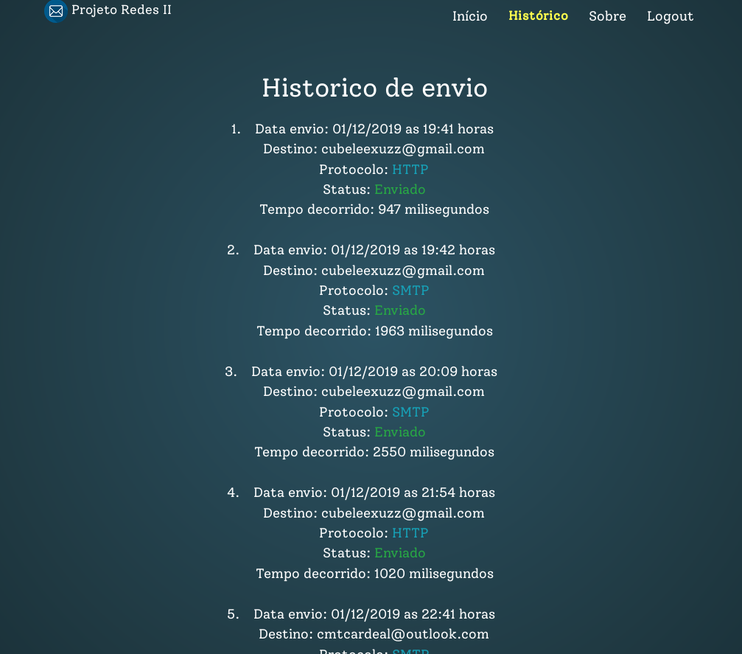 Projeto Redes II
Início Histórico Sobre Logout
Historico de envio
1. Data envio: 01/12/2019 as 19:41 horas
Destino: cubeleexuzz@gmail.com
Protocolo: HTTP
Status: Enviado
Tempo decorrido: 947 milisegundos
2. Data envio: 01/12/2019 as 19:42 horas
Destino: cubeleexuzz@gmail.com
Protocolo: SMTP
Status: Enviado
Tempo decorrido: 1963 milisegundos
3. Data envio: 01/12/2019 as 20:09 horas
Destino: cubeleexuzz@gmail.com
Protocolo: SMTP
Status: Enviado
Tempo decorrido: 2550 milisegundos
4. Data envio: 01/12/2019 as 21:54 horas
Destino: cubeleexuzz@gmail.com
Protocolo: HTTP
Status: Enviado
Tempo decorrido: 1020 milisegundos
5. Data envio: 01/12/2019 as 22:41 horas
Destino: cmtcardeal@outlook.com
Protocolo: SMTP